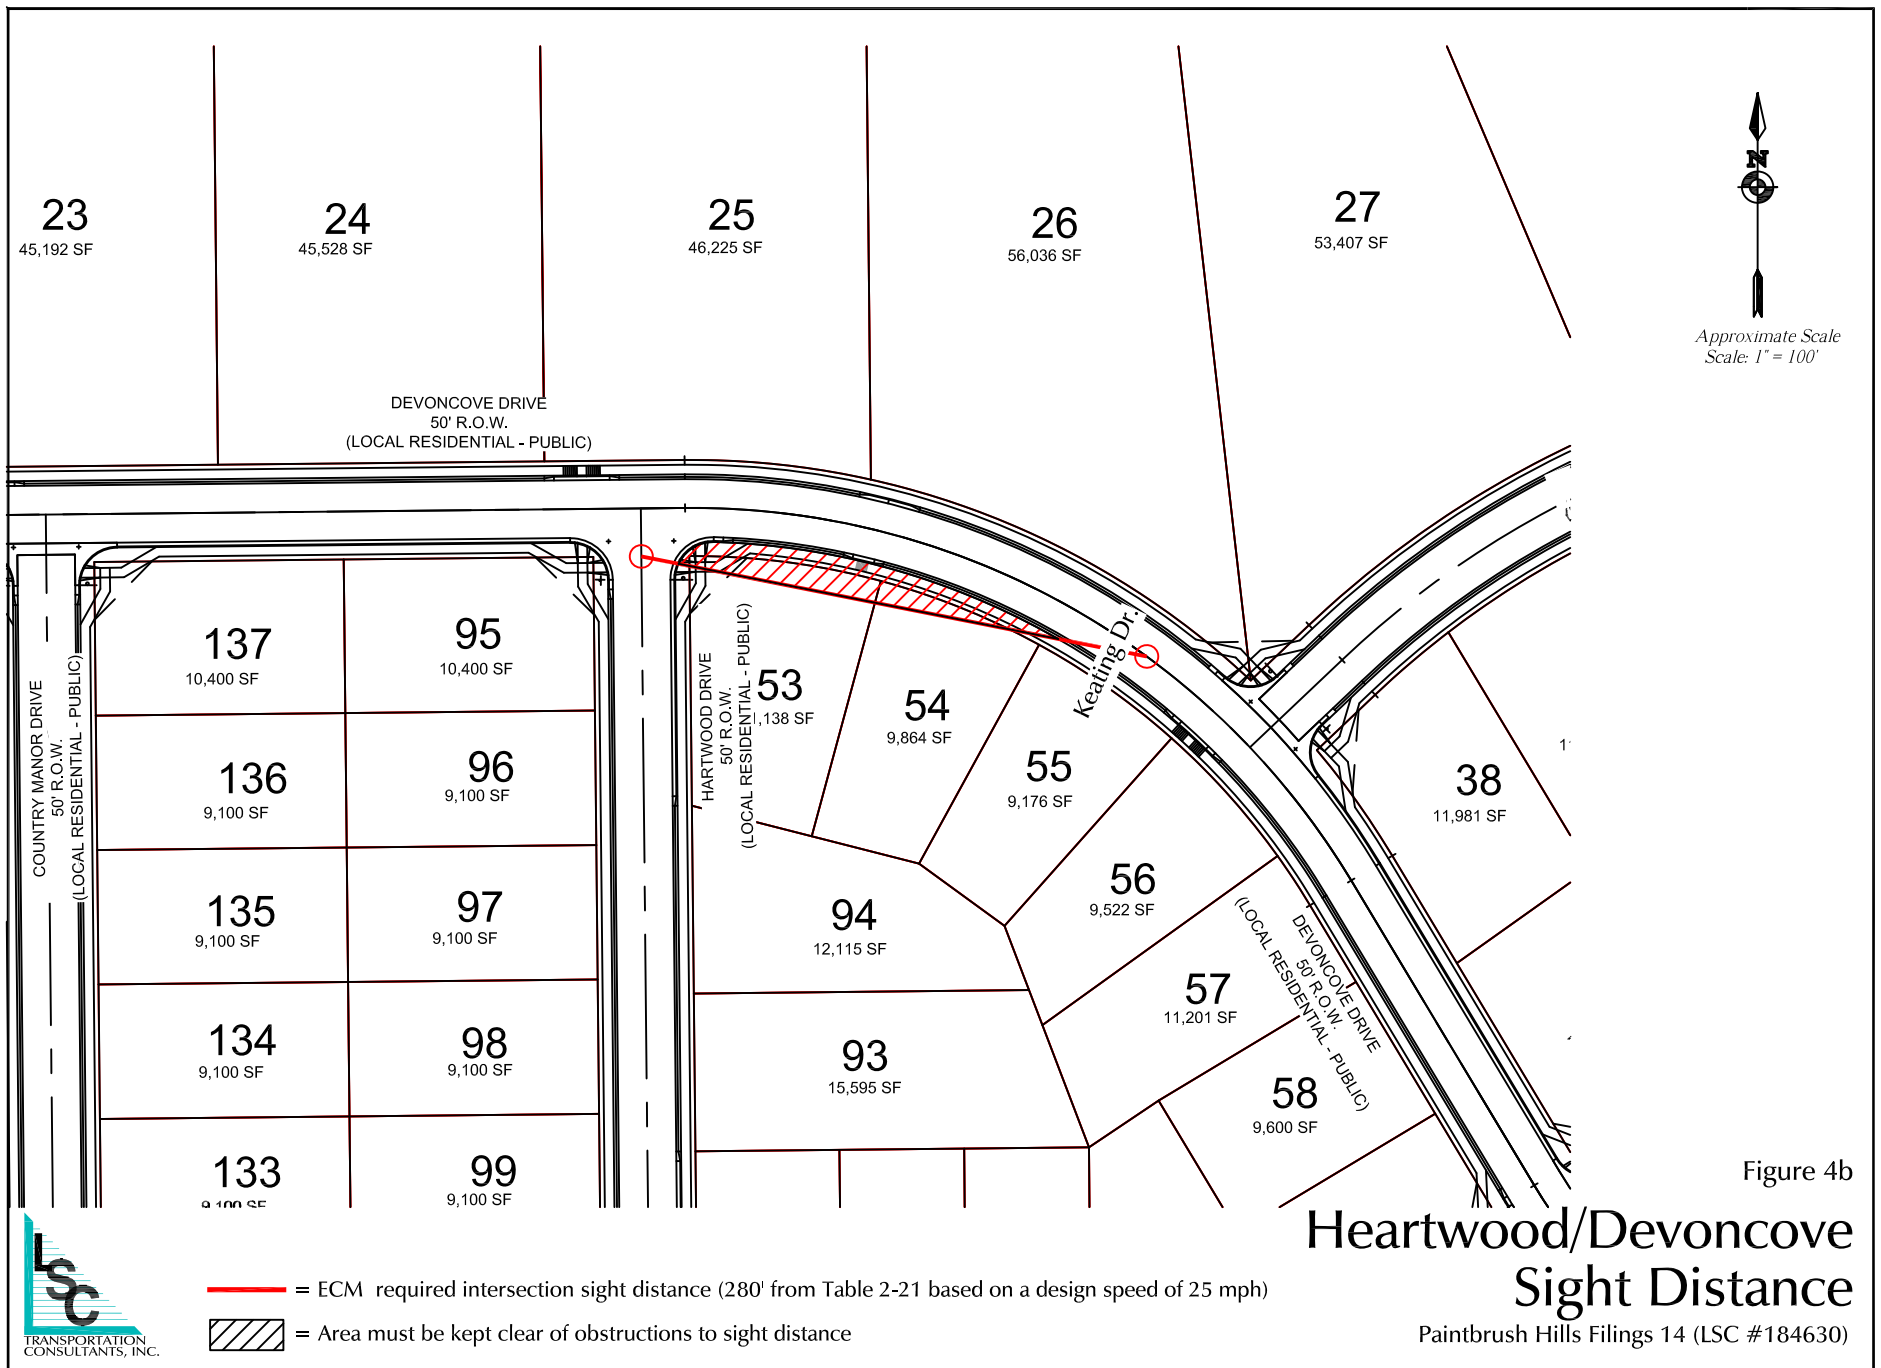 23
45,192 SF
24
45,528 SF
25
46,225 SF
26
56,036 SF
27
53,407 SF
N
Approximate Scale
Scale: 1" = 100'
DEVONCOVE DRIVE
50' R.O.W.
(LOCAL RESIDENTIAL - PUBLIC)
137
10,400 SF
95
10,400 SF
136
9,100 SF
96
9,100 SF
135
9,100 SF
97
9,100 SF
134
9,100 SF
98
9,100 SF
133
9,100 SF
99
9,100 SF
COUNTRY MANOR DRIVE
50' R.O.W.
(LOCAL RESIDENTIAL - PUBLIC)
HARTWOOD DRIVE
50' R.O.W.
(LOCAL RESIDENTIAL - PUBLIC)
53
1,138 SF
54
9,864 SF
55
9,176 SF
Keating Dr.
56
9,522 SF
94
12,115 SF
57
11,201 SF
93
15,595 SF
58
9,600 SF
38
11,981 SF
DEVONCOVE DRIVE
50' R.O.W.
(LOCAL RESIDENTIAL - PUBLIC)
Figure 4b
Heartwood/Devoncove
Sight Distance
Paintbrush Hills Filings 14 (LSC #184630)
LSC
TRANSPORTATION
CONSULTANTS, INC.
= ECM required intersection sight distance (280' from Table 2-21 based on a design speed of 25 mph)
= Area must be kept clear of obstructions to sight distance